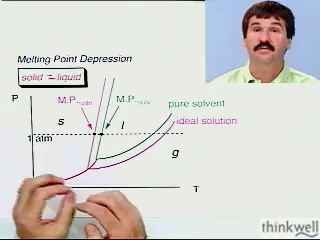 Melting Point Depression
solid ⇌ liquid
P
M.P.soln
M.P.solv
pure solvent
ideal solution
s
l
1 atm
g
T
thinkwell